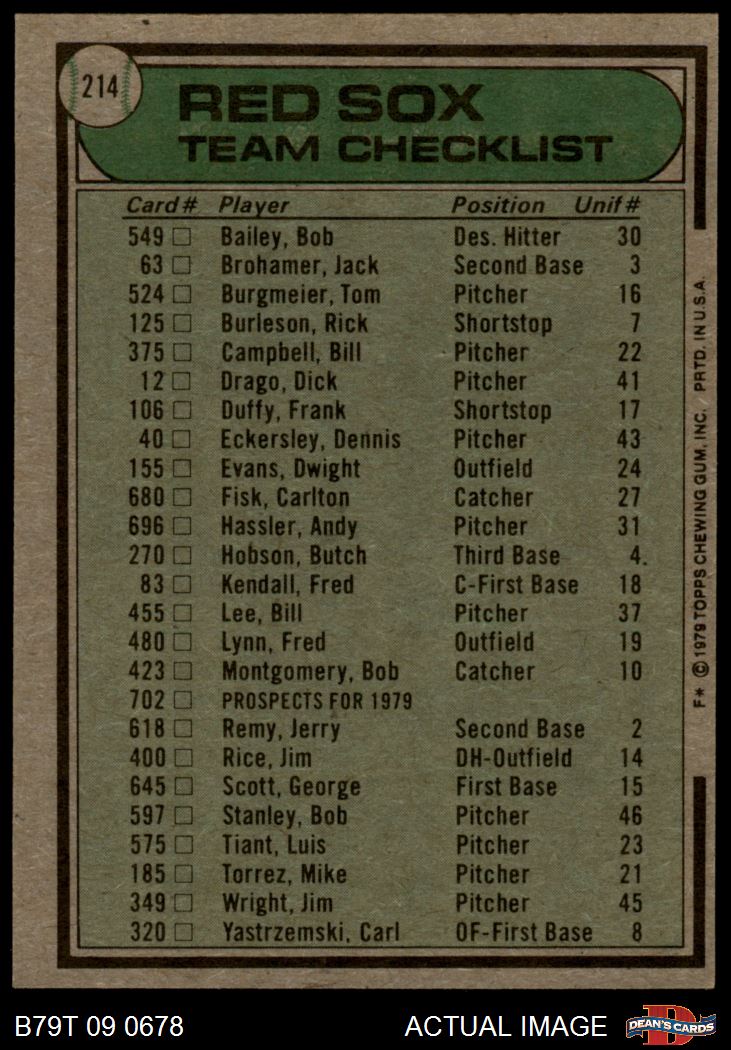 214
RED SOX
TEAM CHECKLIST
Card# Player Position Unif#
549 Bailey, Bob Des. Hitter 30
63 Brohamer, Jack Second Base 3
524 Burgmeier, Tom Pitcher 16
125 Burleson, Rick Shortstop 7
375 Campbell, Bill Pitcher 22
12 Drago, Dick Pitcher 41
106 Duffy, Frank Shortstop 17
40 Eckersley, Dennis Pitcher 43
155 Evans, Dwight Outfield 24
680 Fisk, Carlton Catcher 27
696 Hassler, Andy Pitcher 31
270 Hobson, Butch Third Base 4.
83 Kendall, Fred C-First Base 18
455 Lee, Bill Pitcher 37
480 Lynn, Fred Outfield 19
423 Montgomery, Bob Catcher 10
702 PROSPECTS FOR 1979
618 Remy, Jerry Second Base 2
400 Rice, Jim DH-Outfield 14
645 Scott, George First Base 15
597 Stanley, Bob Pitcher 46
575 Tiant, Luis Pitcher 23
185 Torrez, Mike Pitcher 21
349 Wright, Jim Pitcher 45
320 Yastrzemski, Carl OF-First Base 8
F* © 1979 TOPPS CHEWING GUM, INC. PRTD. IN U.S.A.
B79T 09 0678 ACTUAL IMAGE
D
DEAN'S CARDS